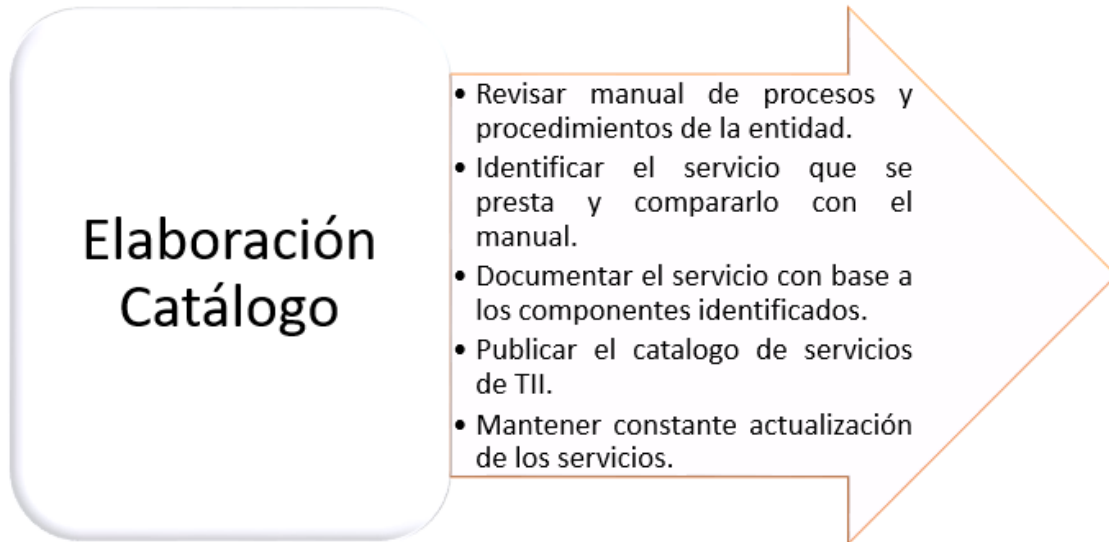 Elaboración
Catálogo
• Revisar manual de procesos y
procedimientos de la entidad.
• Identificar el servicio que se
presta y compararlo con el
manual.
• Documentar el servicio con base a
los componentes identificados.
• Publicar el catalogo de servicios
de TII.
• Mantener constante actualización
de los servicios.